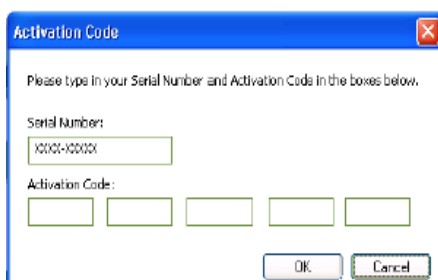 Activation Code
Please type in your Serial Number and Activation Code in the boxes below.
Serial Number:
XXXX-XXXXX
Activation Code:
OK Cancel